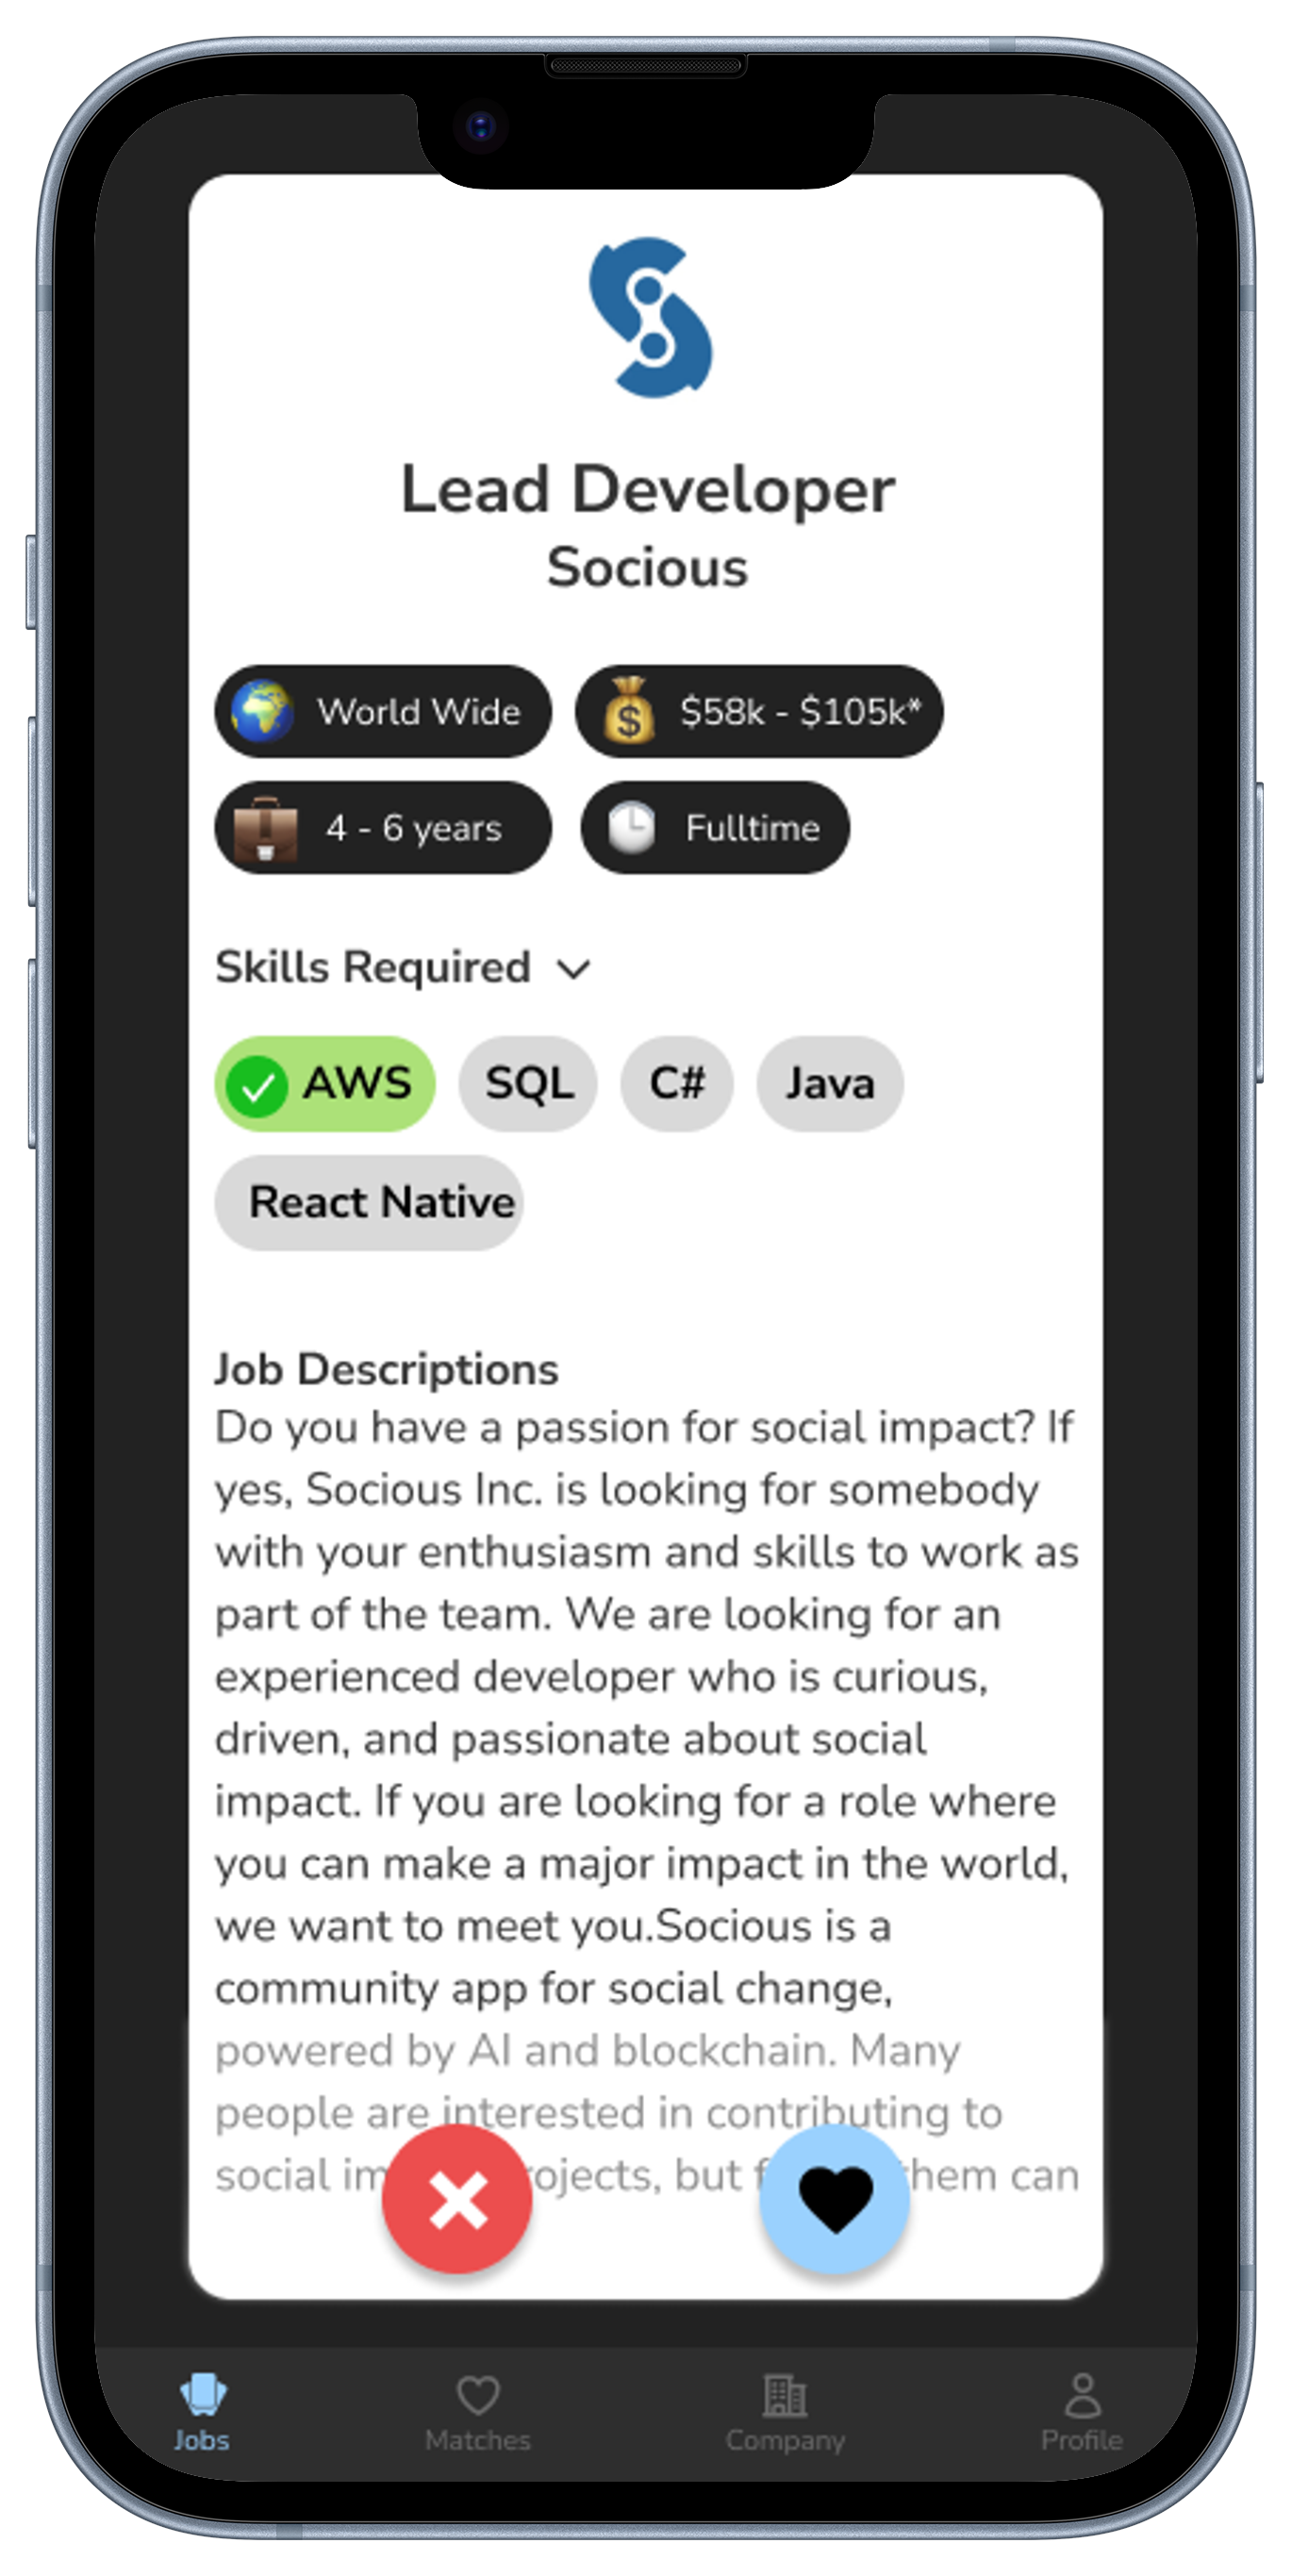 Lead Developer
Socious
World Wide
$58k - $105k*
4 - 6 years
Fulltime
Skills Required
AWS
SQL
C#
Java
React Native
Job Descriptions
Do you have a passion for social impact? If
yes, Socious Inc. is looking for somebody
with your enthusiasm and skills to work as
part of the team. We are looking for an
experienced developer who is curious,
driven, and passionate about social
impact. If you are looking for a role where
you can make a major impact in the world,
we want to meet you.Socious is a
community app for social change,
powered by AI and blockchain. Many
people are interested in contributing to
social but them can
Jobs
Matches
Company
Profile